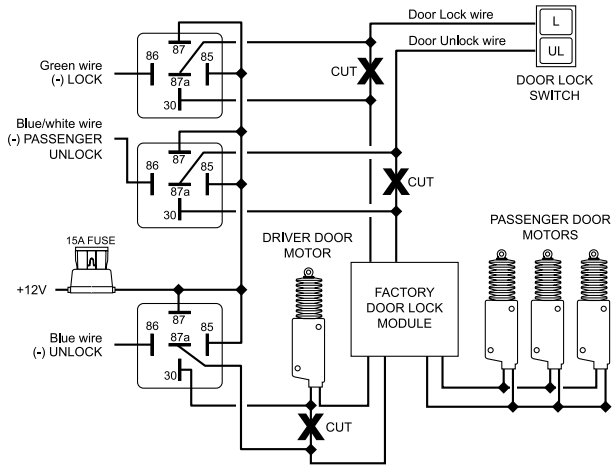 Door Lock wire
L
Door Unlock wire
UL
DOOR LOCK
SWITCH
86
87
85
87a
30
Green wire
(-) LOCK
CUT
Blue/white wire
(-) PASSENGER
UNLOCK
86
87
85
87a
30
CUT
15A FUSE
+12V
DRIVER DOOR
MOTOR
FACTORY
DOOR LOCK
MODULE
PASSENGER DOOR
MOTORS
86
87
85
87a
30
Blue wire
(-) UNLOCK
CUT